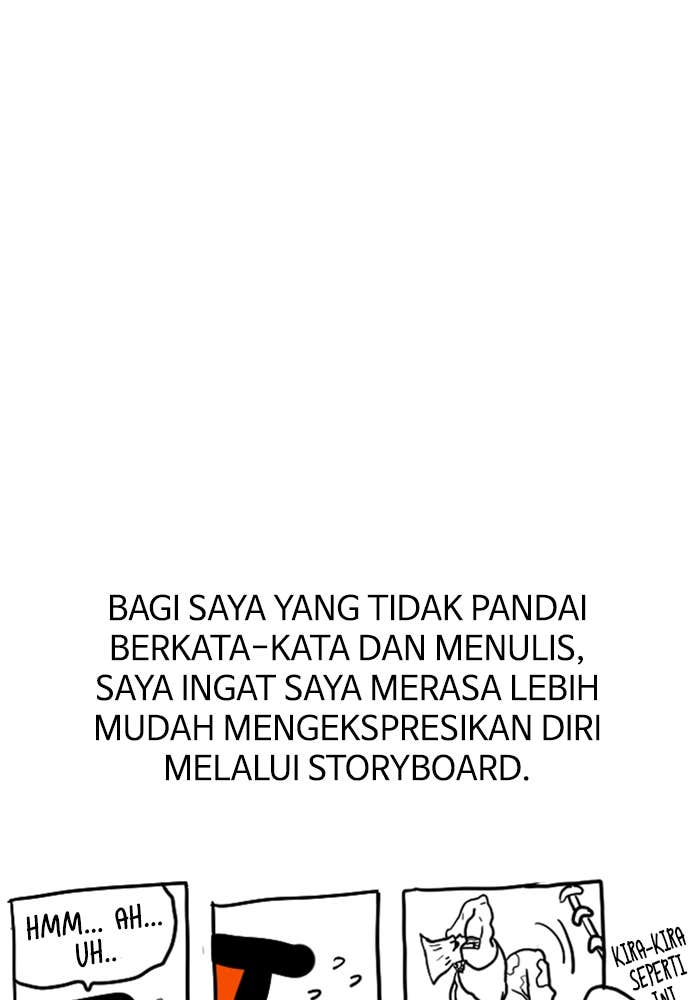 BAGI SAYA YANG TIDAK PANDAI
BERKATA-KATA DAN MENULIS,
SAYA INGAT SAYA MERASA LEBIH
MUDAH MENGEKSPRESIKAN DIRI
MELALUI STORYBOARD.
HMM... AH...
UH..
KIRA-KIRA
SEPERTI
INI